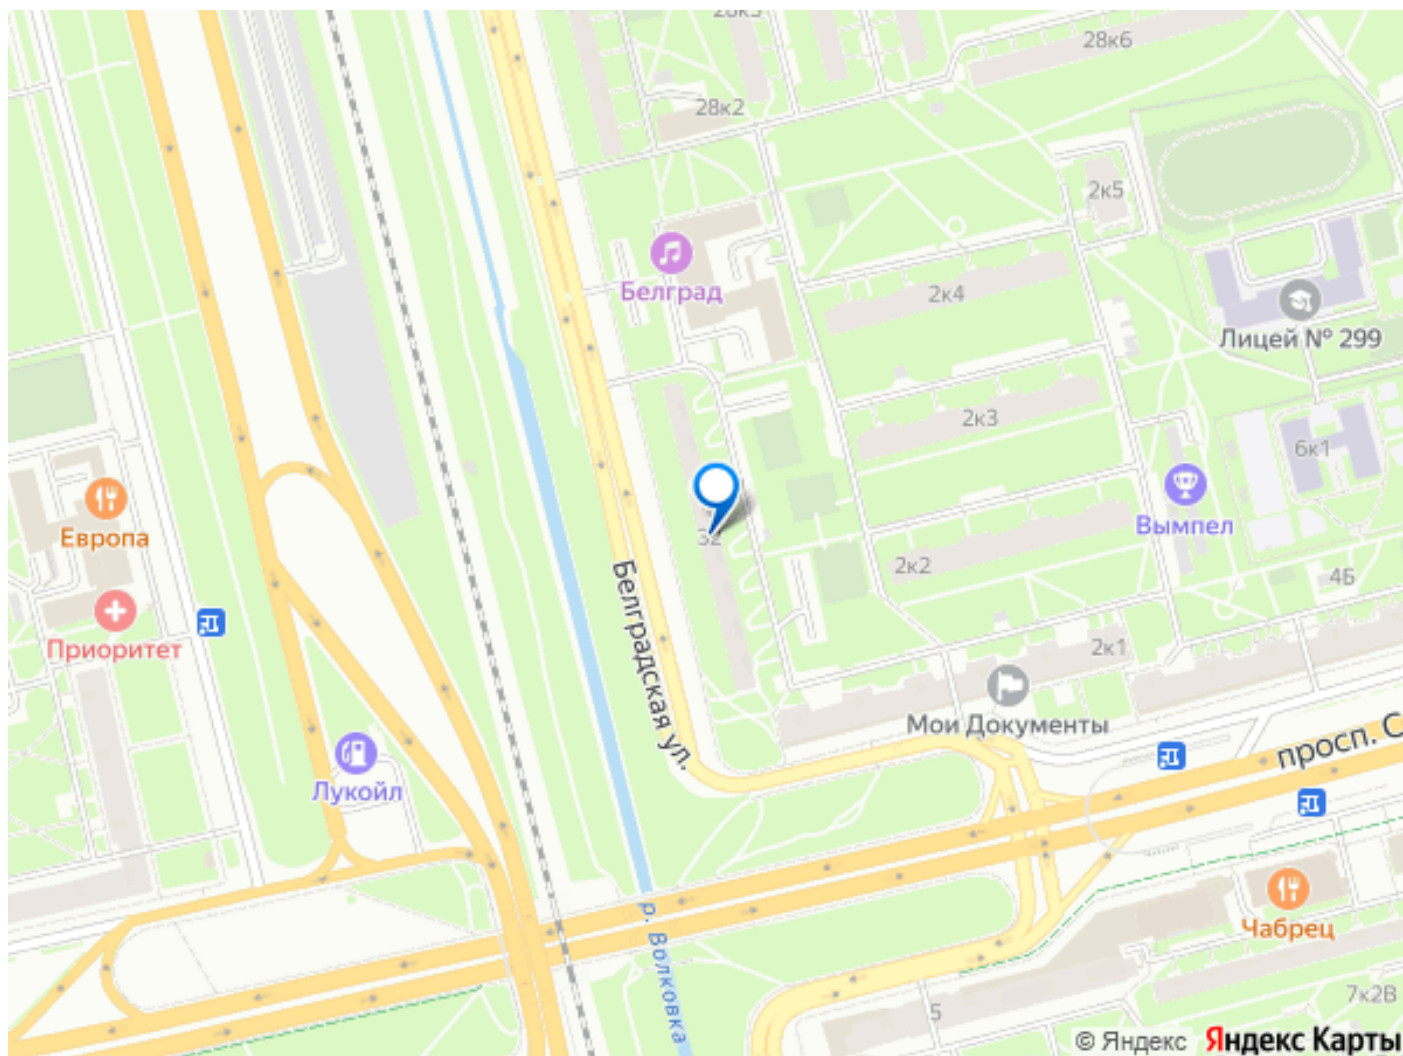 28к5
28к6
28к2
2к5
Белград
2к4
Лицей № 299
2к3
6к1
Европа
Вымпел
32
2к2
4Б
Приоритет
Белградская ул.
2к1
Мои Документы
просп. С
Лукойл
Чабрец
р. Волковка
7к2В
5
© Яндекс Яндекс Карты